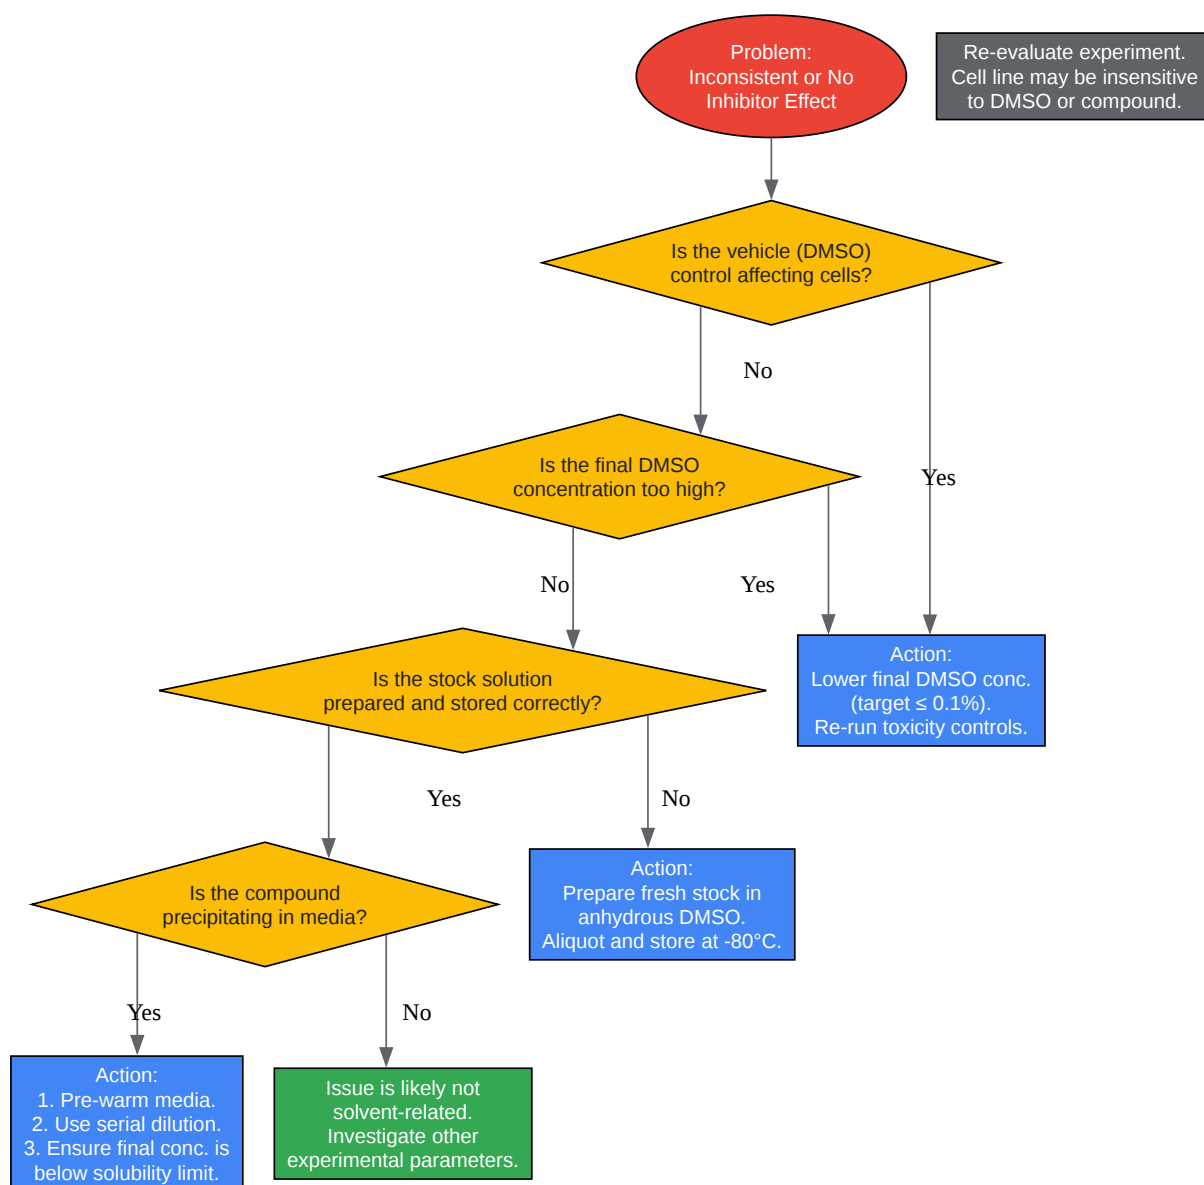 Problem:
Inconsistent or No
Inhibitor Effect
Re-evaluate experiment.
Cell line may be insensitive
to DMSO or compound.
Is the vehicle (DMSO)
control affecting cells?
No
Yes
Is the final DMSO
concentration too high?
No
Yes
Action:
Lower final DMSO conc.
(target ≤ 0.1%).
Re-run toxicity controls.
Is the stock solution
prepared and stored correctly?
Yes
No
Action:
Prepare fresh stock in
anhydrous DMSO.
Aliquot and store at -80°C.
Is the compound
precipitating in media?
Yes
No
Action:
1. Pre-warm media.
2. Use serial dilution.
3. Ensure final conc. is
below solubility limit.
Issue is likely not
solvent-related.
Investigate other
experimental parameters.